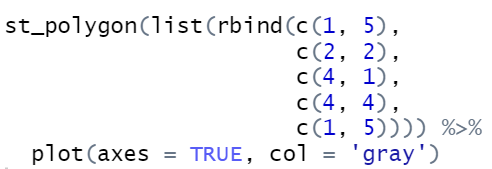 st_polygon(list(rbind(c(1, 5),
                      c(2, 2),
                      c(4, 1),
                      c(4, 4),
                      c(1, 5)))) %>%
  plot(axes = TRUE, col = 'gray')